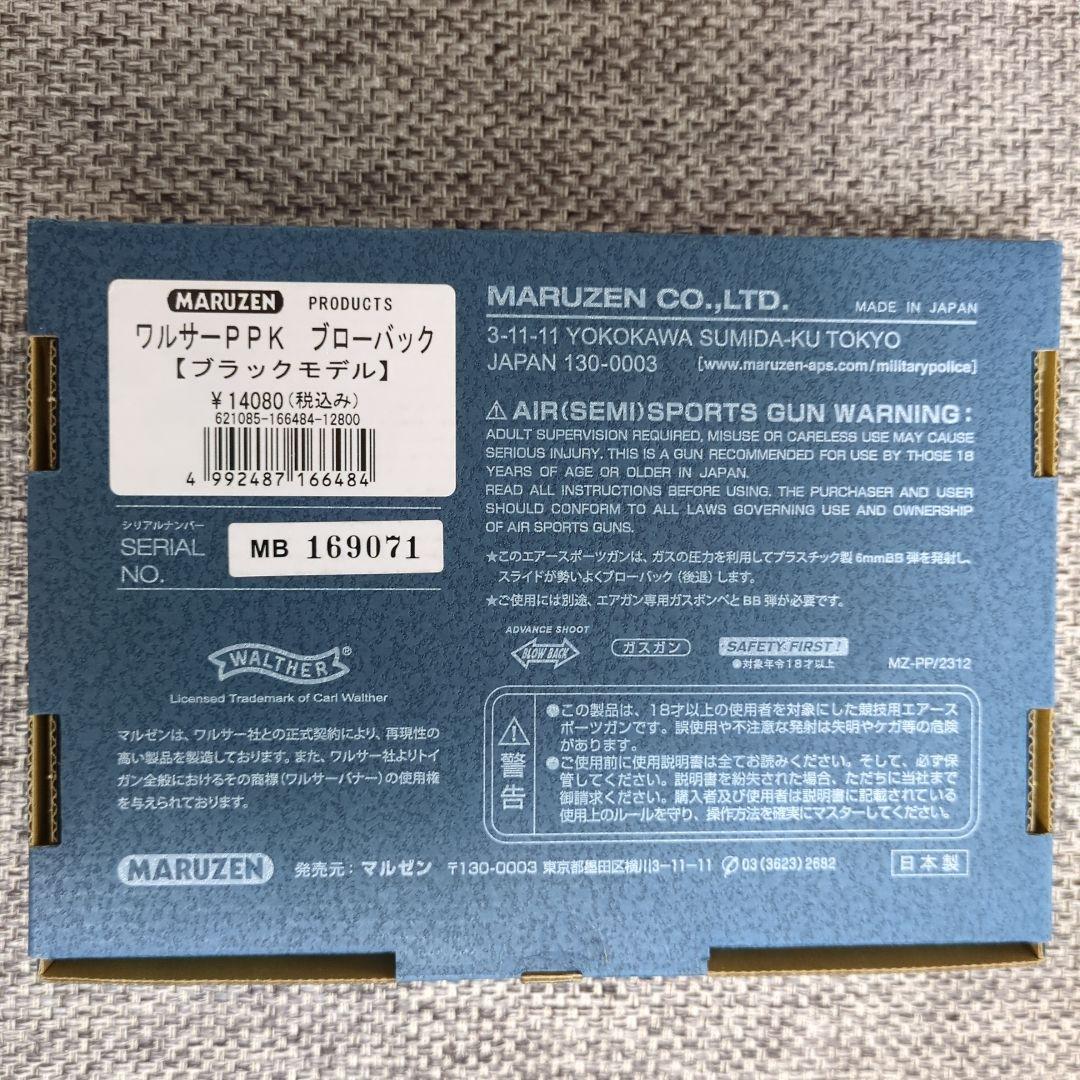 MARUZEN PRODUCTS
ワルサーPPK ブローバック
【ブラックモデル】
¥14080(税込み)
621085-166484-12800
4 992487 166484
シリアルナンバー
SERIAL
NO.
MB 169071
WALTHER®
Licensed Trademark of Carl Walther
マルゼンは、ワルサー社との正式契約により、再現性の
高い製品を製造しております。また、ワルサー社よりトイ
ガン全般におけるその商標(ワルサーバナー)の使用権
を与えられております。
MARUZEN CO.,LTD. MADE IN JAPAN
3-11-11 YOKOKAWA SUMIDA-KU TOKYO
JAPAN 130-0003 [www.maruzen-aps.com/militarypolice]
⚠ AIR(SEMI)SPORTS GUN WARNING:
ADULT SUPERVISION REQUIRED, MISUSE OR CARELESS USE MAY CAUSE
SERIOUS INJURY. THIS IS A GUN RECOMMENDED FOR USE BY THOSE 18
YEARS OF AGE OR OLDER IN JAPAN.
READ ALL INSTRUCTIONS BEFORE USING. THE PURCHASER AND USER
SHOULD CONFORM TO ALL LAWS GOVERNING USE AND OWNERSHIP
OF AIR SPORTS GUNS.
★このエアースポーツガンは、ガスの圧力を利用してプラスチック製6mmBB弾を発射し、
スライドが勢いよくブローバック(後退)します。
★ご使用には別途、エアガン専用ガスボンベとBB弾が必要です。
ADVANCE SHOOT
BLOW BACK
ガスガン
SAFETY FIRST!
●対象年令18才以上
MZ-PP/2312
⚠
警告
●この製品は、18才以上の使用者を対象にした競技用エアース
ポーツガンです。誤使用や不注意な発射は失明やケガ等の危険
があります。
●ご使用前に使用説明書は全てお読みください。そして、必ず保
管してください。説明書を紛失された場合、ただちに当社まで
御請求ください。購入者及び使用者は説明書に記載されている
使用上のルールを守り、操作方法を確実にマスターしてください。
MARUZEN 発売元：マルゼン 〒130-0003 東京都墨田区横川3-11-11 ✆03(3623)2682 日本製